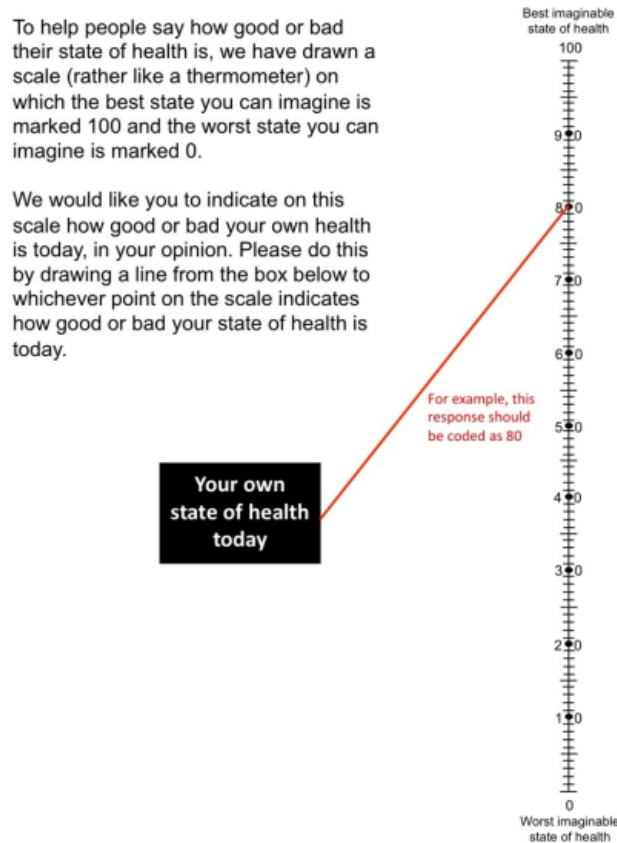 To help people say how good or bad
their state of health is, we have drawn a
scale (rather like a thermometer) on
which the best state you can imagine is
marked 100 and the worst state you can
imagine is marked 0.
We would like you to indicate on this
scale how good or bad your own health
is today, in your opinion. Please do this
by drawing a line from the box below to
whichever point on the scale indicates
how good or bad your state of health is
today.
Your own
state of health
today
For example, this
response should
be coded as 80
Best imaginable
state of health
100
90
80
70
60
50
40
30
20
10
0
Worst imaginable
state of health